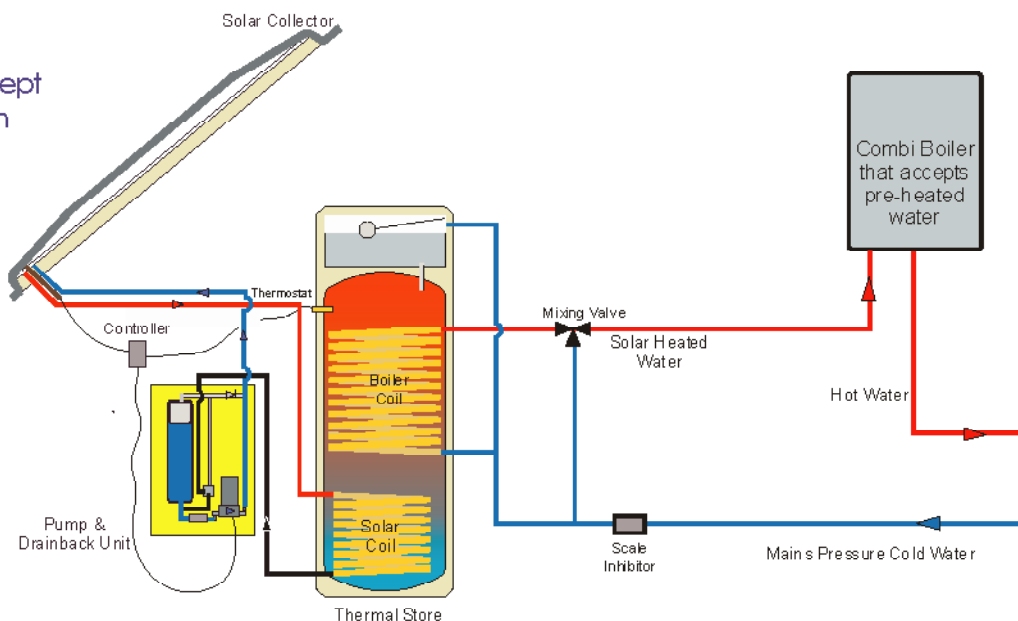 Solar Collector
ept
n
Combi Boiler
that accepts
pre-heated
water
Thermostat
Controller
Mixing Valve
Solar Heated
Water
Boiler
Coil
Hot Water
Pump &
Drainback Unit
Solar
Coil
Scale
Inhibitor
Mains Pressure Cold Water
Thermal Store